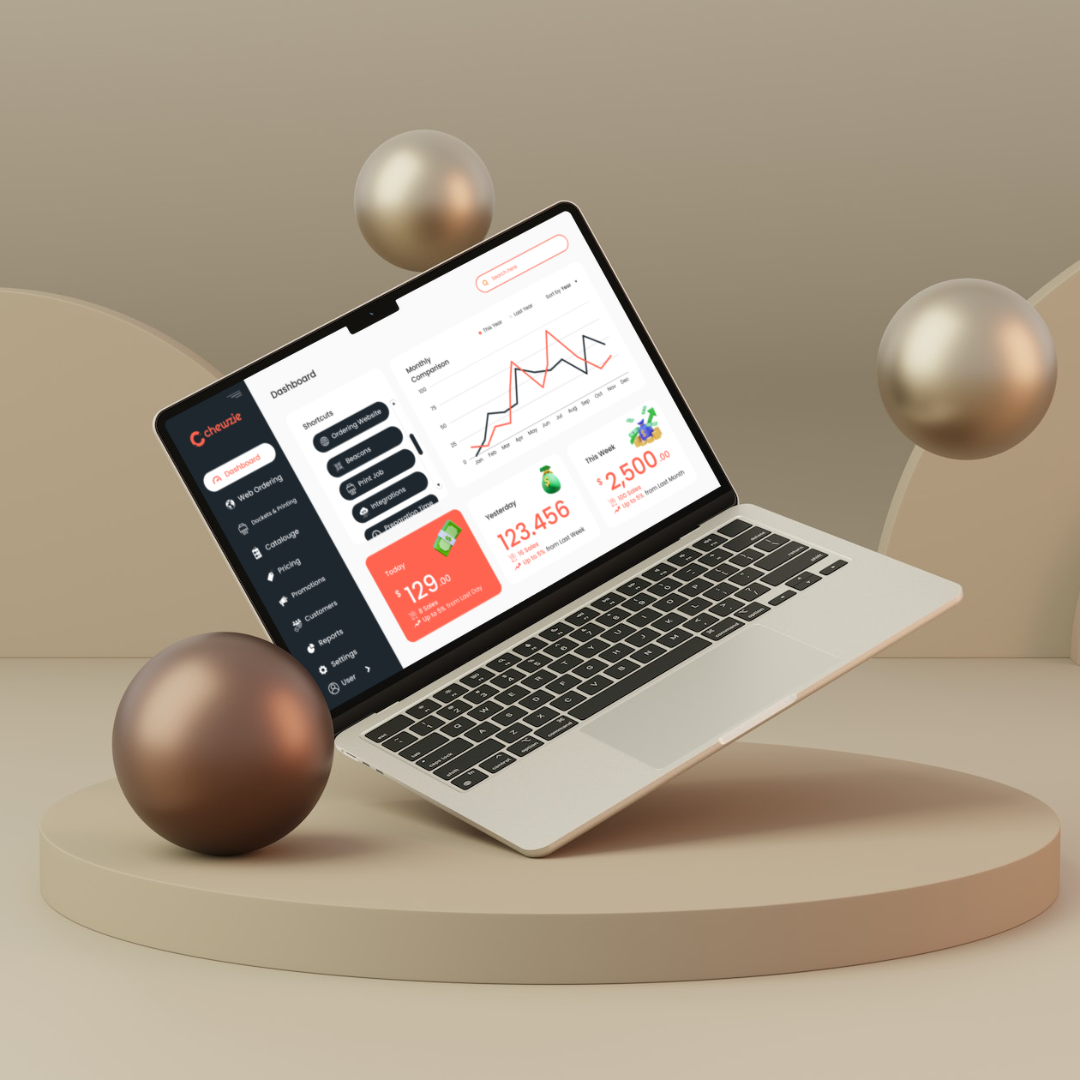 chewzie
Dashboard
Web Ordering
Dockets & Printing
Catalouge
Pricing
Promotions
Customers
Reports
Settings
User
Dashboard
Search here
Shortcuts
Ordering Website
Beacons
Print Job
Integrations
Preparation Time
Monthly
Comparison
This Year
Last Year
Sort by Year
100
75
50
25
0
Jan Feb Mar Apr May Jun Jul Aug Sep Oct Nov Dec
Today
$ 129.00
8 Sales
Up to 5% from Last Day
Yesterday
123.456
16 Sales
Up to 5% from Last Week
This Week
$ 2,500.00
100 Sales
Up to 5% from Last Month